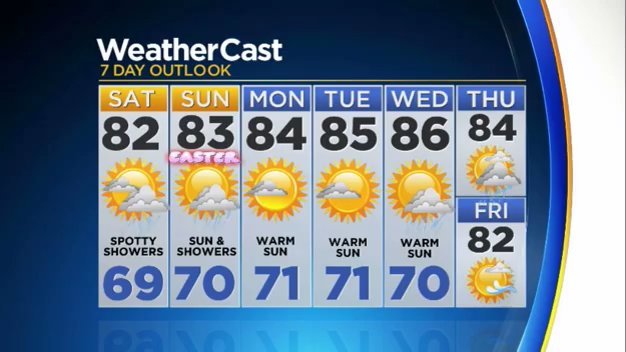 WeatherCast
7 DAY OUTLOOK
SAT SUN MON TUE WED THU
82 83 84 85 86 84
EASTER
FRI
82
SPOTTY SHOWERS
SUN & SHOWERS
WARM SUN
WARM SUN
WARM SUN
69 70 71 71 70